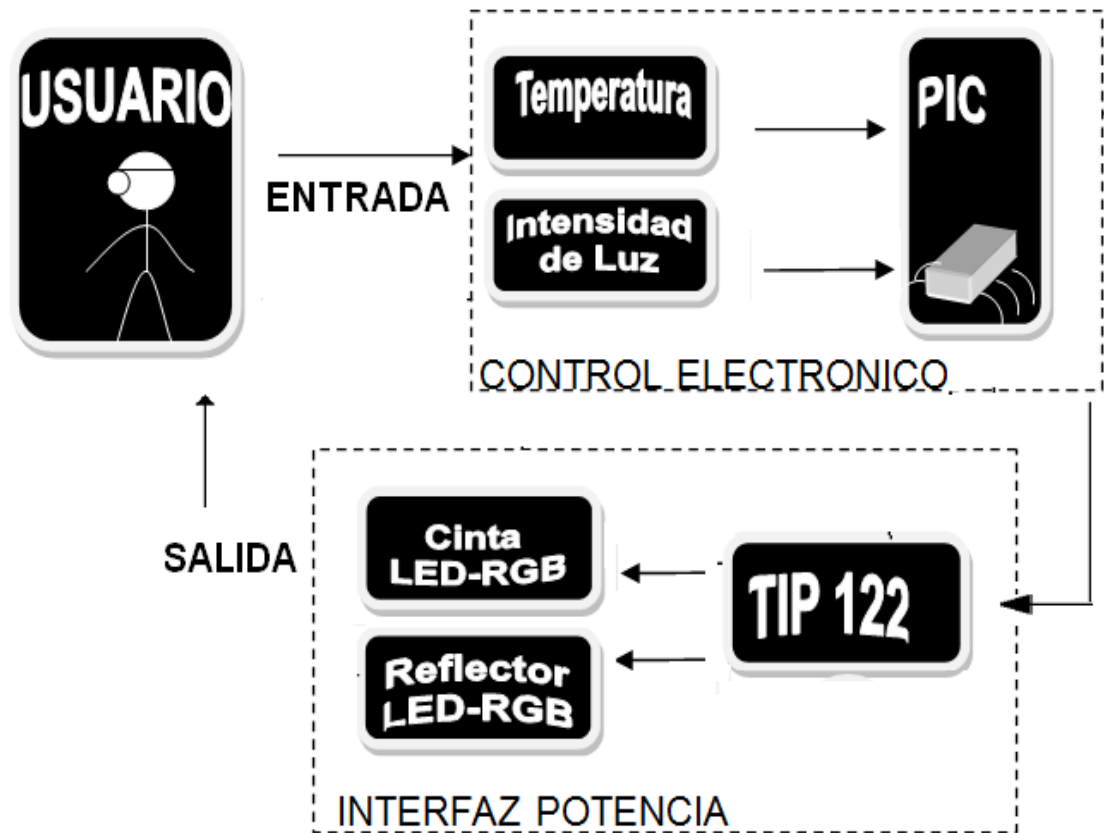 USUARIO
ENTRADA
Temperatura
Intensidad
de Luz
PIC
CONTROL ELECTRONICO
SALIDA
Cinta
LED-RGB
Reflector
LED-RGB
TIP 122
INTERFAZ POTENCIA